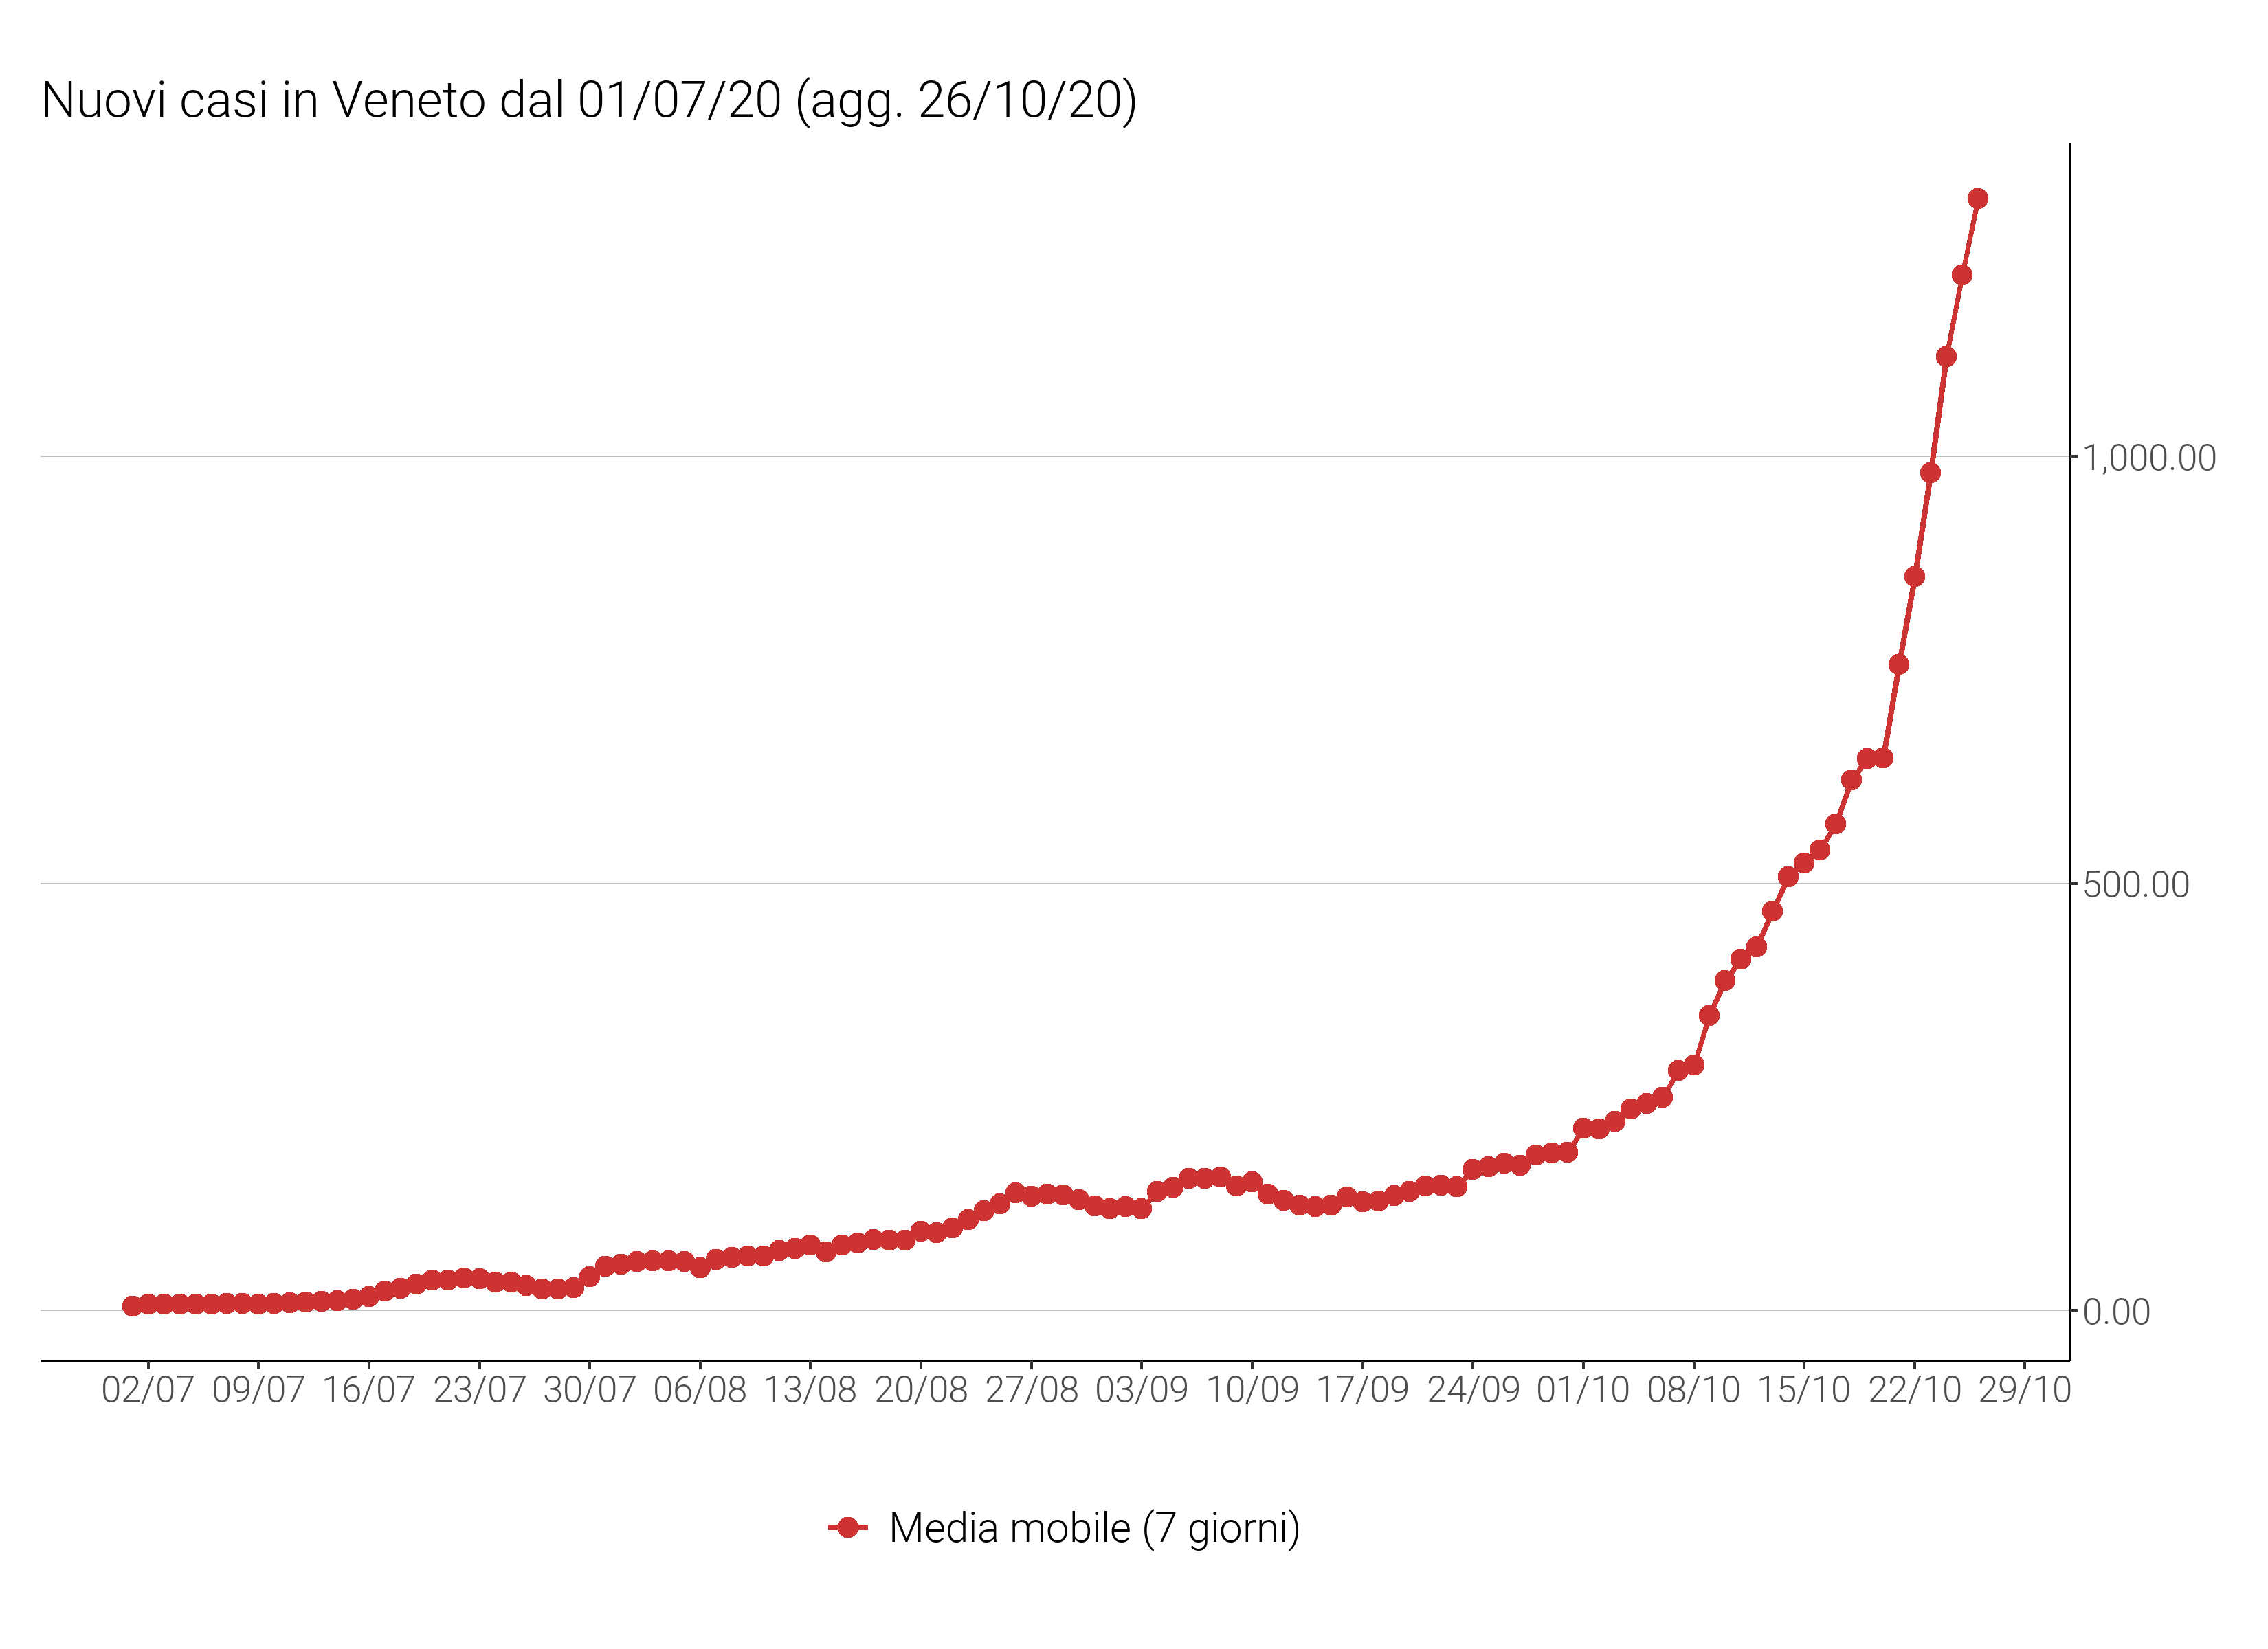 Nuovi casi in Veneto dal 01/07/20 (agg. 26/10/20)
1,000.00
500.00
0.00
02/07 09/07 16/07 23/07 30/07 06/08 13/08 20/08 27/08 03/09 10/09 17/09 24/09 01/10 08/10 15/10 22/10 29/10
Media mobile (7 giorni)